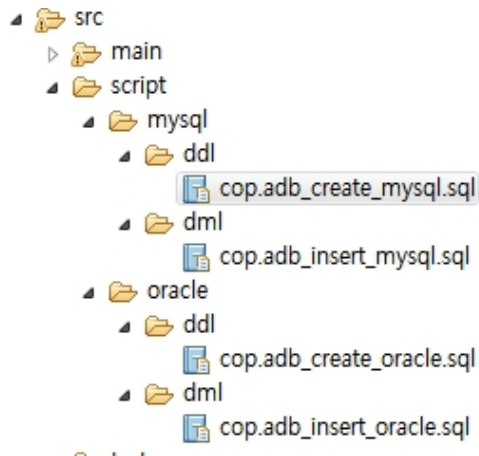 src
main
script
mysql
ddl
cop.adb_create_mysql.sql
dml
cop.adb_insert_mysql.sql
oracle
ddl
cop.adb_create_oracle.sql
dml
cop.adb_insert_oracle.sql